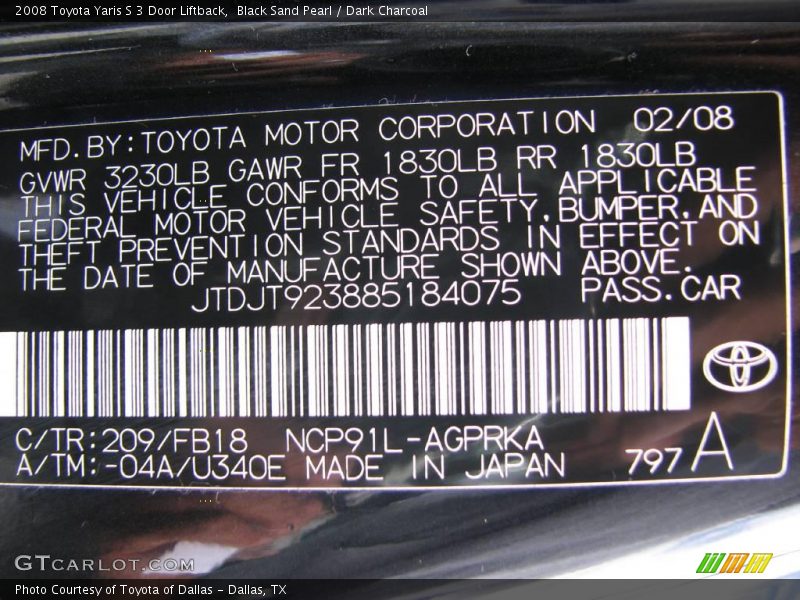 2008 Toyota Yaris S 3 Door Liftback, Black Sand Pearl / Dark Charcoal
MFD.BY:TOYOTA MOTOR CORPORATION 02/08
GVWR 3230LB GAWR FR 1830LB RR 1830LB
THIS VEHICLE CONFORMS TO ALL APPLICABLE
FEDERAL MOTOR VEHICLE SAFETY,BUMPER,AND
THEFT PREVENTION STANDARDS IN EFFECT ON
THE DATE OF MANUFACTURE SHOWN ABOVE.
JTDJT923885184075 PASS.CAR
C/TR:209/FB18 NCP91L-AGPRKA
A/TM:-04A/U340E MADE IN JAPAN 797 A
GTCARLOT.COM
Photo Courtesy of Toyota of Dallas - Dallas, TX